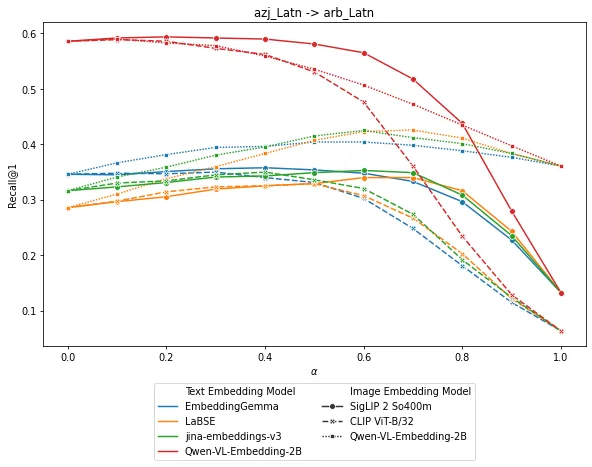 azj_Latn -> arb_Latn
Recall@1
0.6
0.5
0.4
0.3
0.2
0.1
0.0 0.2 0.4 0.6 0.8 1.0
α
Text Embedding Model Image Embedding Model
EmbeddingGemma SigLIP 2 So400m
LaBSE CLIP ViT-B/32
jina-embeddings-v3 Qwen-VL-Embedding-2B
Qwen-VL-Embedding-2B